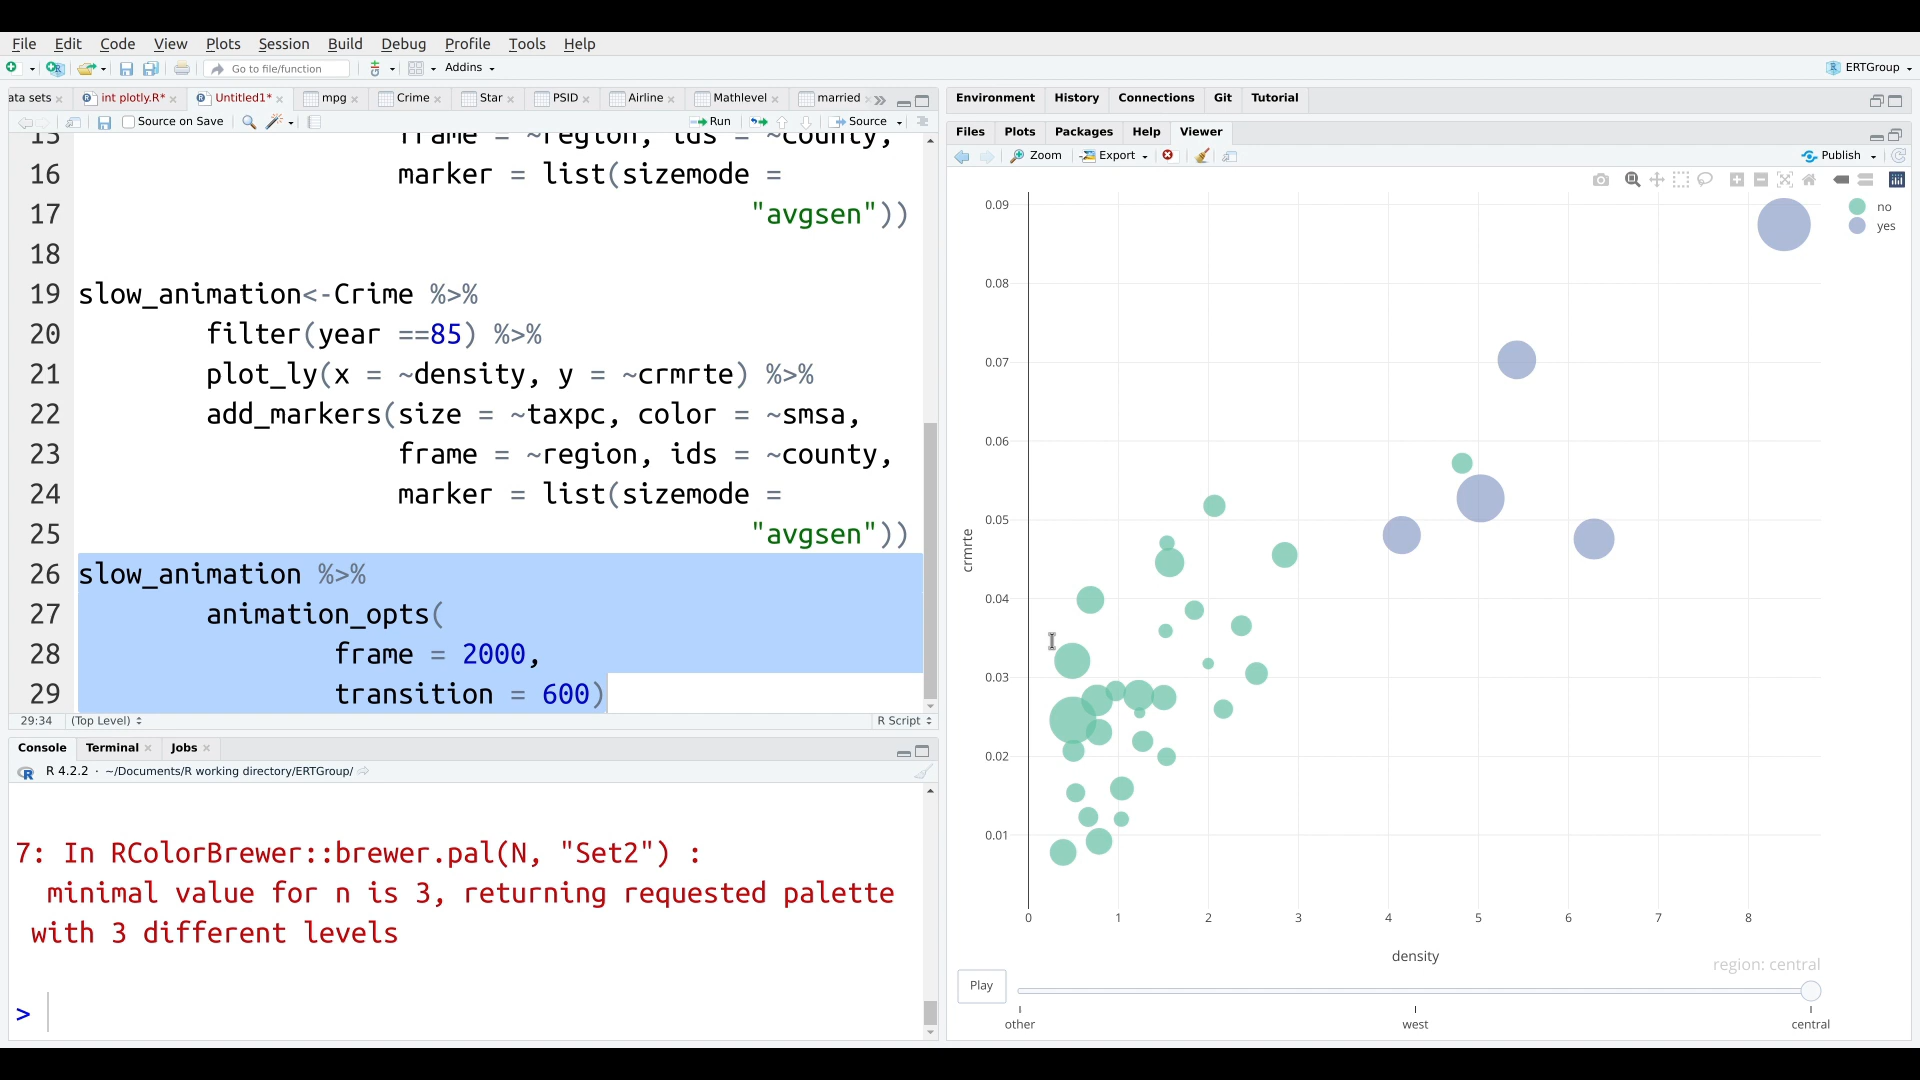 File Edit Code View Plots Session Build Debug Profile Tools Help
Go to file/function Addins ERTGroup
ata sets int plotly.R* Untitled1* mpg Crime Star PSID Airline Mathlevel married
Source on Save Run Source
15 frame = ~region, ids = ~county,
16 marker = list(sizemode =
17 "avgsen"))
18
19 slow_animation<-Crime %>%
20 filter(year ==85) %>%
21 plot_ly(x = ~density, y = ~crmrte) %>%
22 add_markers(size = ~taxpc, color = ~smsa,
23 frame = ~region, ids = ~county,
24 marker = list(sizemode =
25 "avgsen"))
26 slow_animation %>%
27 animation_opts(
28 frame = 2000,
29 transition = 600)
29:34 (Top Level) R Script
Console Terminal Jobs
R 4.2.2 · ~/Documents/R working directory/ERTGroup/
7: In RColorBrewer::brewer.pal(N, "Set2") :
minimal value for n is 3, returning requested palette
with 3 different levels
>
Environment History Connections Git Tutorial
Files Plots Packages Help Viewer
Zoom Export Publish
no
yes
0.09
0.08
0.07
0.06
0.05
0.04
0.03
0.02
0.01
crmrte
0 1 2 3 4 5 6 7 8
density
region: central
Play
other west central